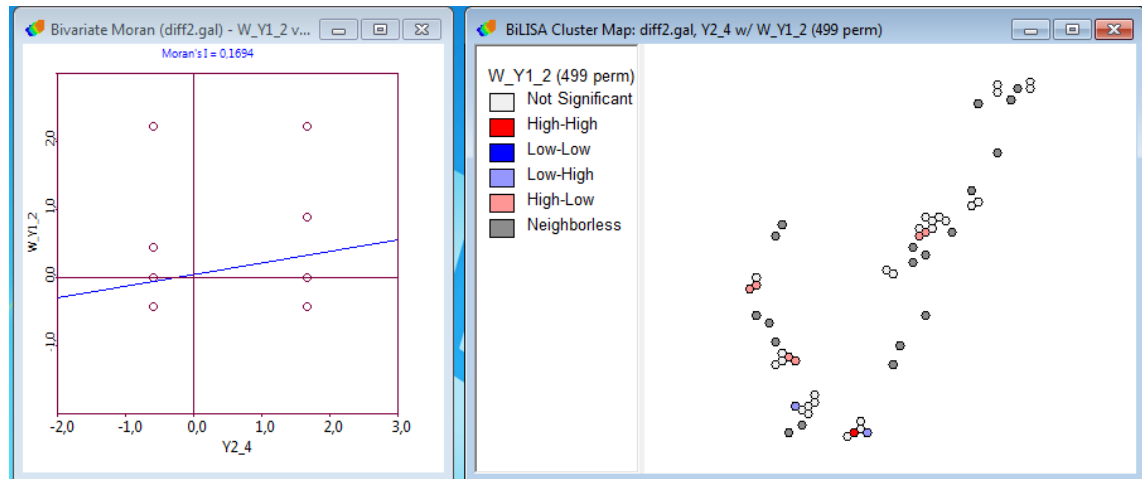 Bivariate Moran (diff2.gal) - W_Y1_2 v...
Moran's I = 0,1694
W_Y1_2
2,0
1,0
0,0
-1,0
-2,0 -1,0 0,0 1,0 2,0 3,0
Y2_4
BiLISA Cluster Map: diff2.gal, Y2_4 w/ W_Y1_2 (499 perm)
W_Y1_2 (499 perm)
Not Significant
High-High
Low-Low
Low-High
High-Low
Neighborless